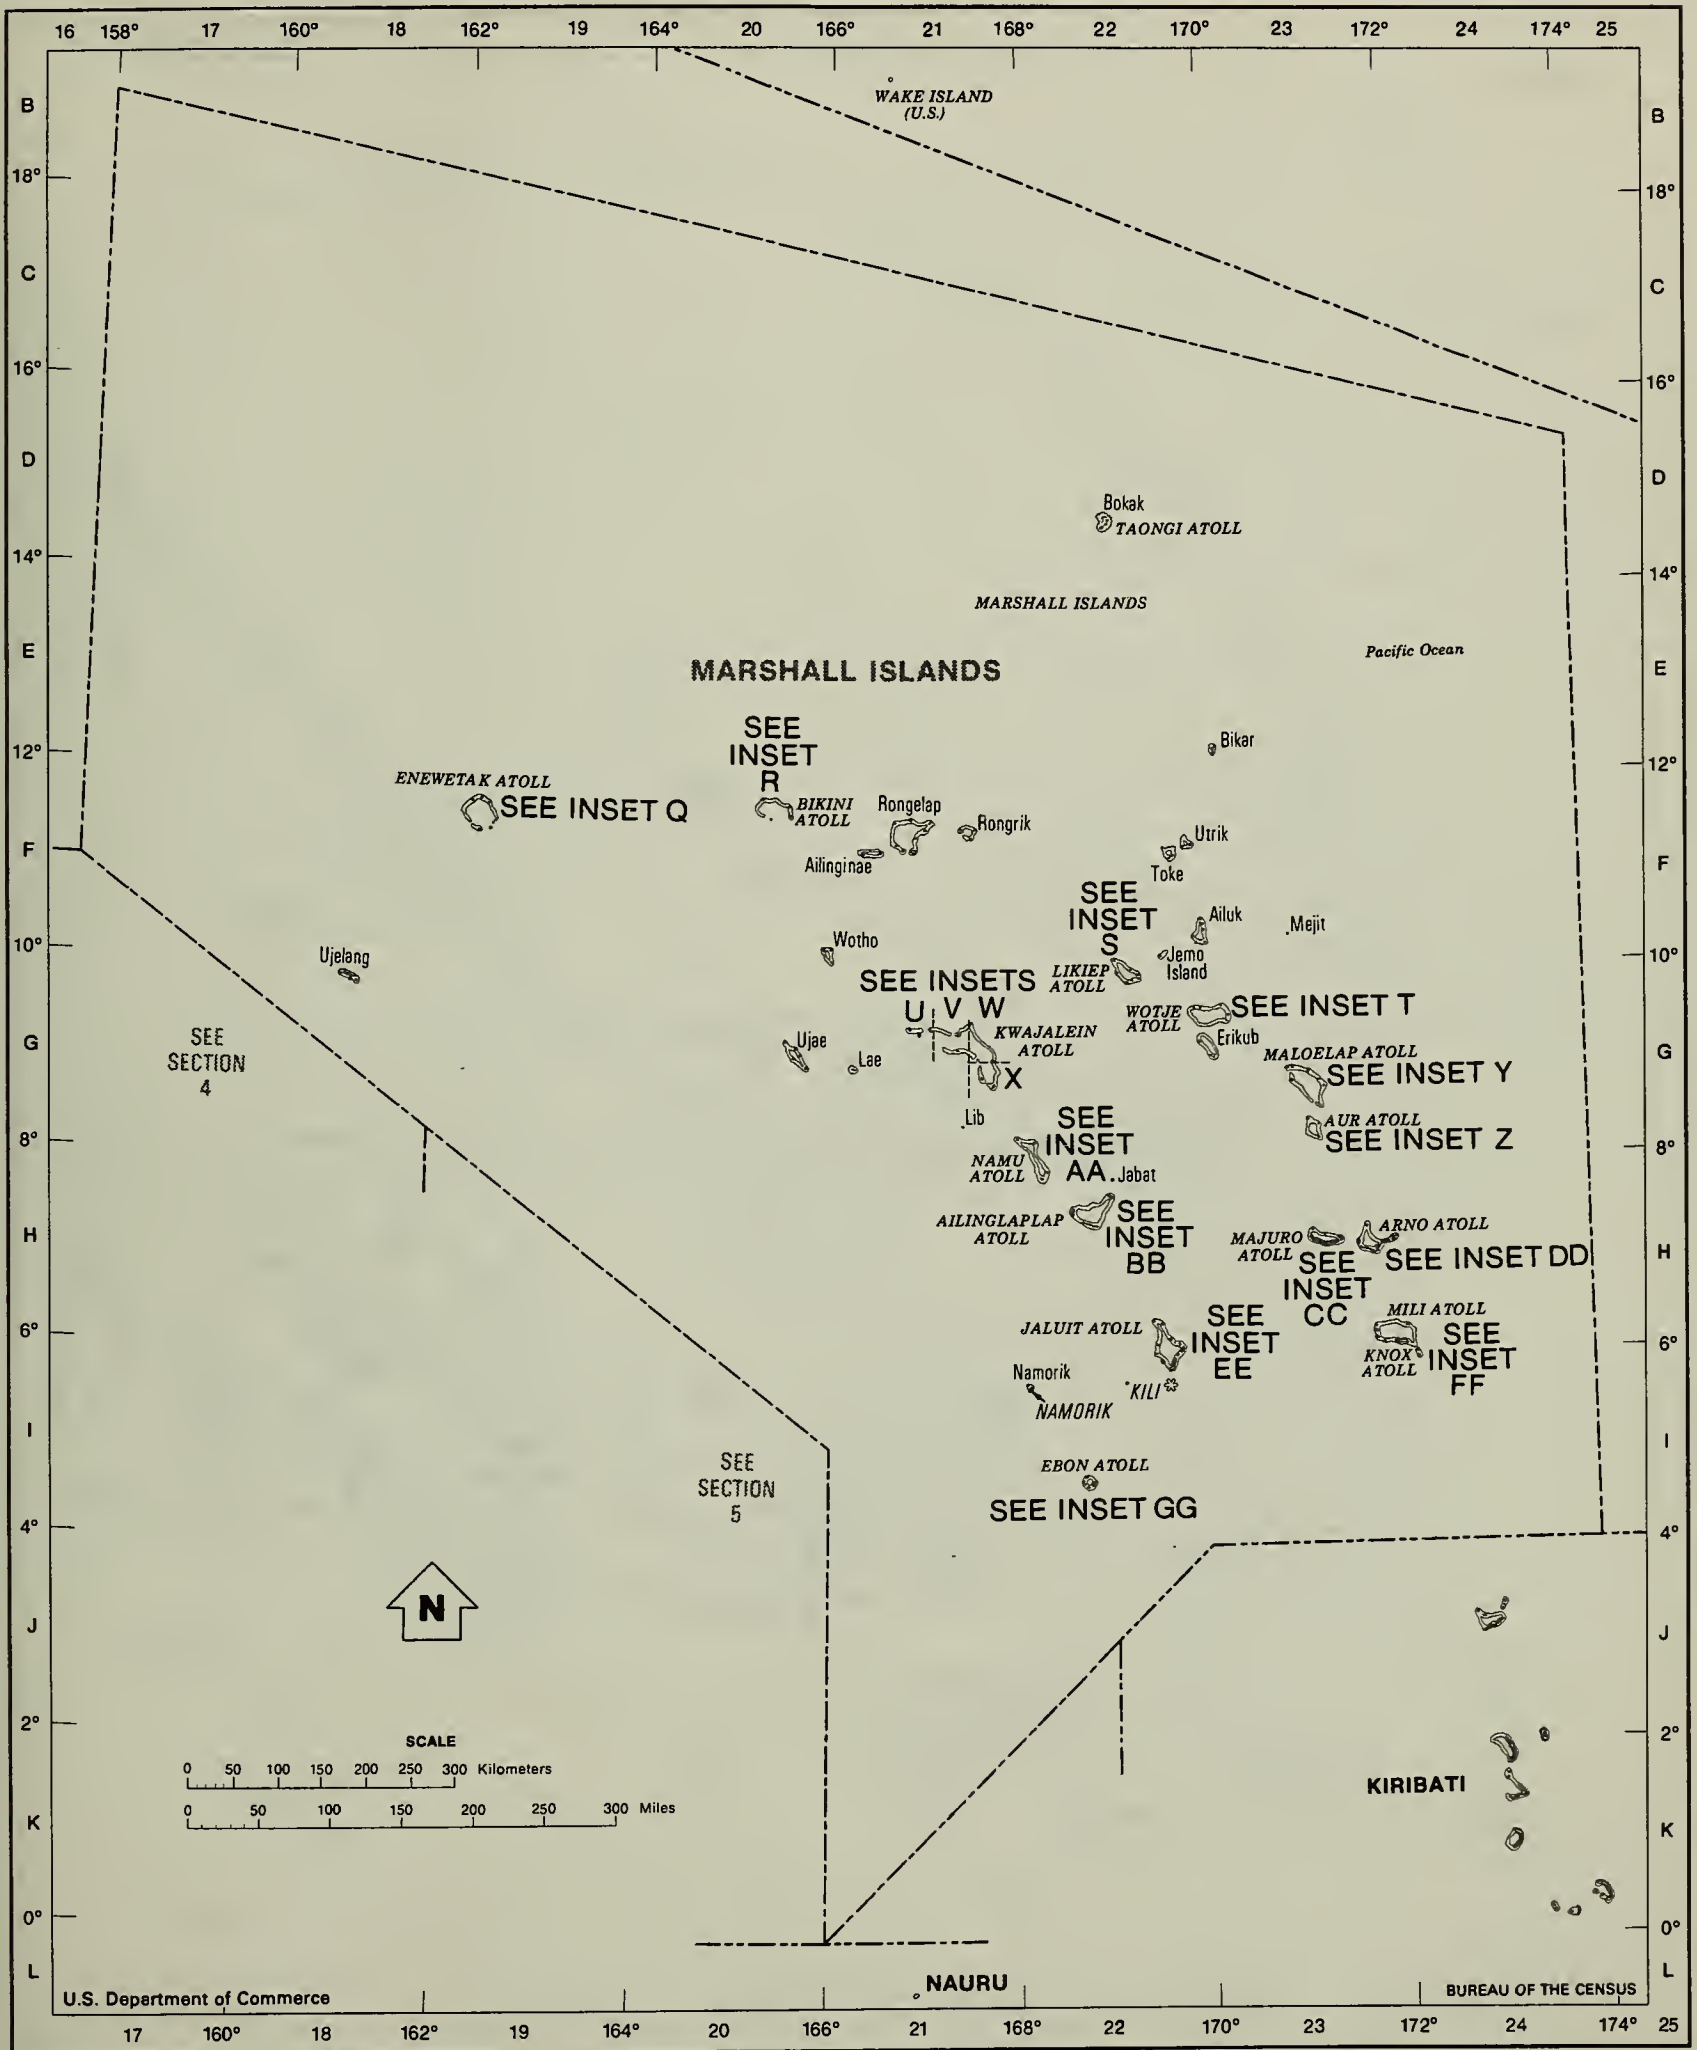 16 158° 17 160° 18 162° 19 164° 20 166° 21 168° 22 170° 23 172° 24 174° 25
B
WAKE ISLAND
(U.S.)
B
18°
18°
C
C
16°
16°
D
D
Bokak
TAONGI ATOLL
14°
14°
MARSHALL ISLANDS
E
Pacific Ocean
MARSHALL ISLANDS
E
SEE
INSET
R
12°
Bikar
12°
ENEWETAK ATOLL
SEE INSET Q
BIKINI
ATOLL
Rongelap
Rongrik
Utrik
F
Ailinginae
Toke
F
SEE
INSET
S
Ailuk
Mejit
10°
Ujelang
Wotho
Jemo
Island
10°
LIKIEP
ATOLL
SEE INSETS
U V W
WOTJE
ATOLL
SEE INSET T
SEE
SECTION
4
G
Ujae
Lae
KWAJALEIN
ATOLL
X
Erikub
G
MALOELAP ATOLL
SEE INSET Y
Lib
SEE
INSET
AA
AUR ATOLL
SEE INSET Z
8°
8°
NAMU
ATOLL
Jabat
AILINGLAPLAP
ATOLL
SEE
INSET
BB
H
MAJURO
ATOLL
ARNO ATOLL
SEE INSET DD
H
SEE
INSET
CC
6°
JALUIT ATOLL
SEE
INSET
EE
MILI ATOLL
6°
KNOX
ATOLL
SEE
INSET
FF
Namorik
NAMORIK
KILI
I
I
SEE
SECTION
5
EBON ATOLL
SEE INSET GG
4°
4°
N
J
J
2°
2°
SCALE
0 50 100 150 200 250 300 Kilometers
0 50 100 150 200 250 300 Miles
KIRIBATI
K
K
0°
0°
L
NAURU
L
U.S. Department of Commerce
BUREAU OF THE CENSUS
17 160° 18 162° 19 164° 20 166° 21 168° 22 170° 23 172° 24 174° 25